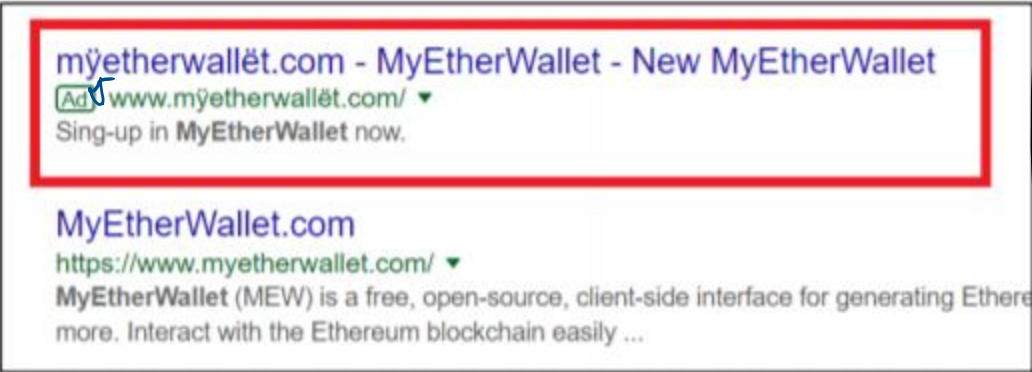 mÿetherwallët.com - MyEtherWallet - New MyEtherWallet
Ad www.mÿetherwallët.com/
Sing-up in MyEtherWallet now.
MyEtherWallet.com
https://www.myetherwallet.com/
MyEtherWallet (MEW) is a free, open-source, client-side interface for generating Ethere
more. Interact with the Ethereum blockchain easily ...